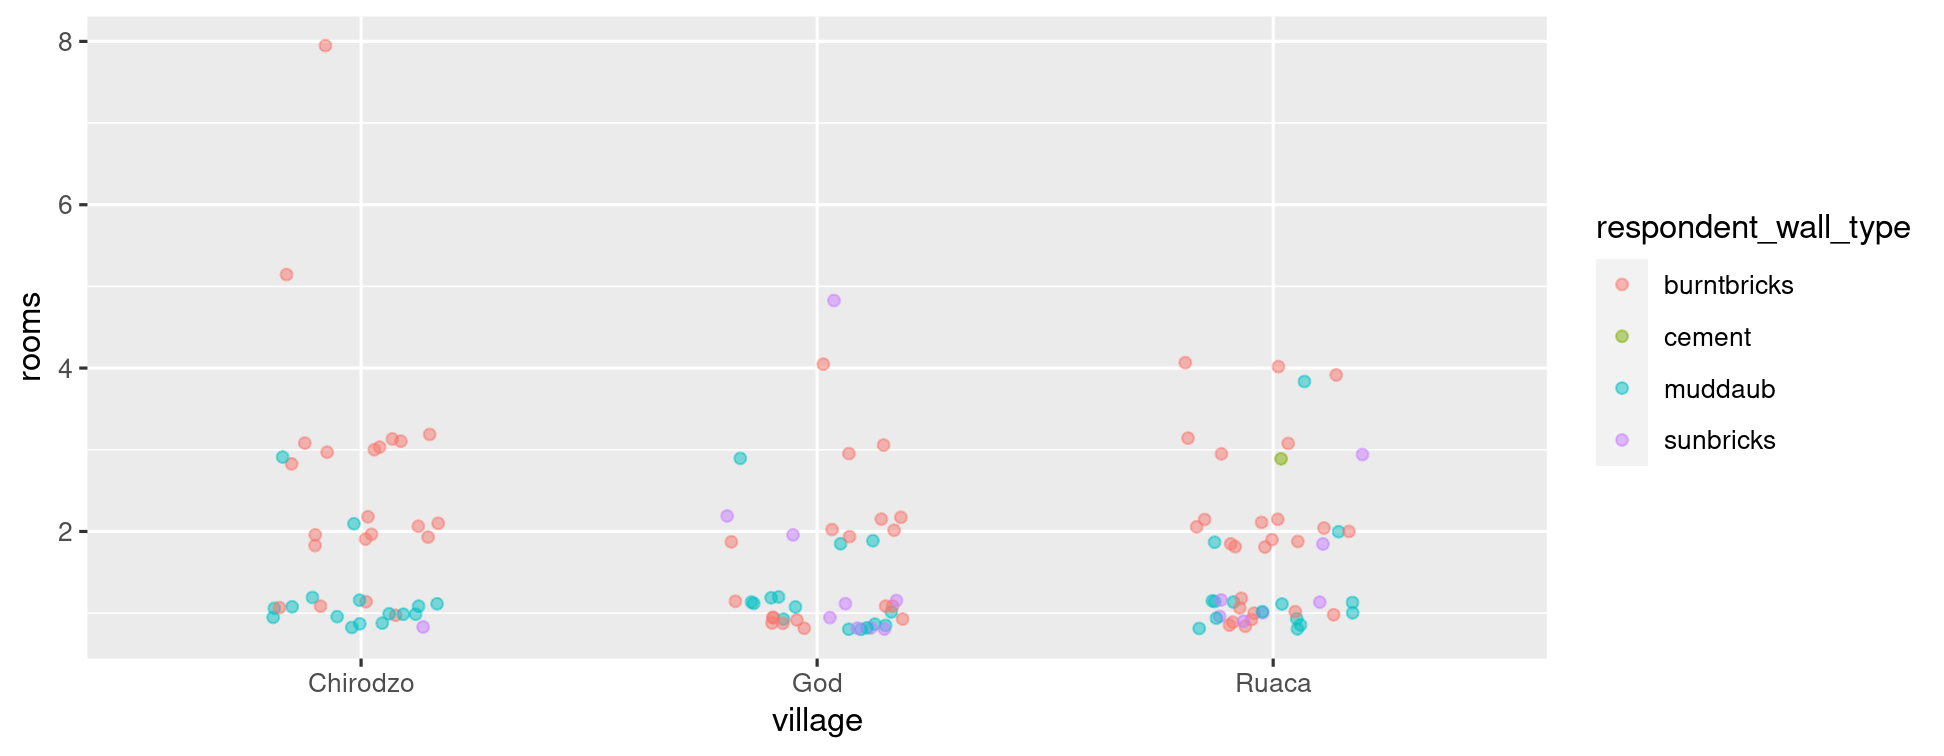 8
6
4
2
rooms
Chirodzo
God
Ruaca
village
respondent_wall_type
burntbricks
cement
muddaub
sunbricks